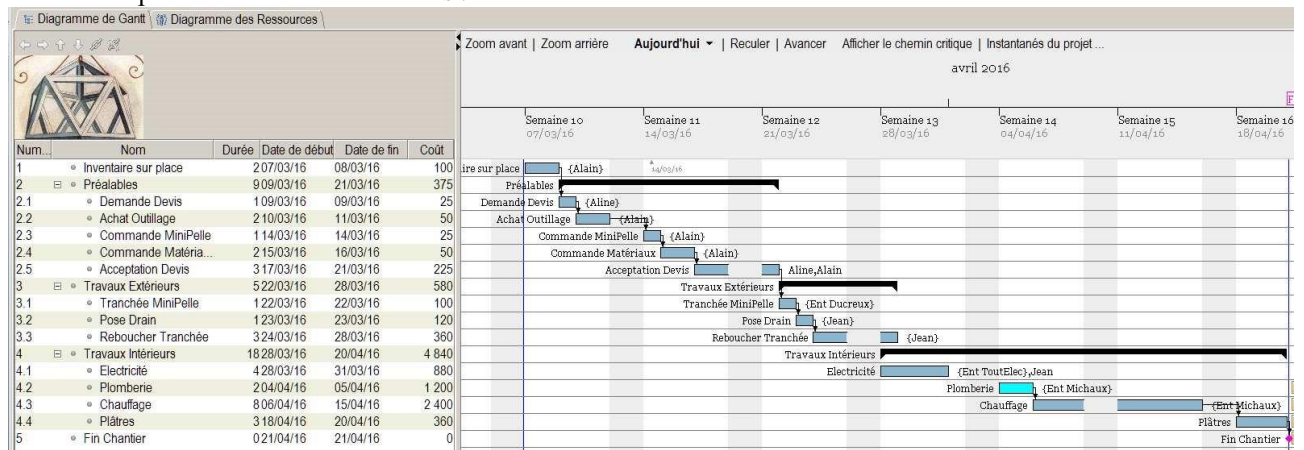 Diagramme de Gantt Diagramme des Ressources
Zoom avant | Zoom arrière Aujourd'hui | Reculer | Avancer Afficher le chemin critique | Instantanés du projet ...
avril 2016
F
Semaine 10 Semaine 11 Semaine 12 Semaine 13 Semaine 14 Semaine 15 Semaine 16
07/03/16 14/03/16 21/03/16 28/03/16 04/04/16 11/04/16 18/04/16
Num... Nom Durée Date de début Date de fin Coût
1 Inventaire sur place 2 07/03/16 08/03/16 100 ire sur place {Alain} 14/03/16
2 Préalables 9 09/03/16 21/03/16 375 Préalables
2.1 Demande Devis 1 09/03/16 09/03/16 25 Demande Devis {Aline}
2.2 Achat Outillage 2 10/03/16 11/03/16 50 Achat Outillage {Alain}
2.3 Commande MiniPelle 1 14/03/16 14/03/16 25 Commande MiniPelle {Alain}
2.4 Commande Matéria... 2 15/03/16 16/03/16 50 Commande Matériaux {Alain}
2.5 Acceptation Devis 3 17/03/16 21/03/16 225 Acceptation Devis Aline,Alain
3 Travaux Extérieurs 5 22/03/16 28/03/16 580 Travaux Extérieurs
3.1 Tranchée MiniPelle 1 22/03/16 22/03/16 100 Tranchée MiniPelle {Ent Ducreux}
3.2 Pose Drain 1 23/03/16 23/03/16 120 Pose Drain {Jean}
3.3 Reboucher Tranchée 3 24/03/16 28/03/16 360 Reboucher Tranchée {Jean}
4 Travaux Intérieurs 18 28/03/16 20/04/16 4 840 Travaux Intérieurs
4.1 Electricité 4 28/03/16 31/03/16 880 Electricité {Ent ToutElec},Jean
4.2 Plomberie 2 04/04/16 05/04/16 1 200 Plomberie {Ent Michaux}
4.3 Chauffage 8 06/04/16 15/04/16 2 400 Chauffage {Ent Michaux}
4.4 Plâtres 3 18/04/16 20/04/16 360 Plâtres
5 Fin Chantier 0 21/04/16 21/04/16 0 Fin Chantier